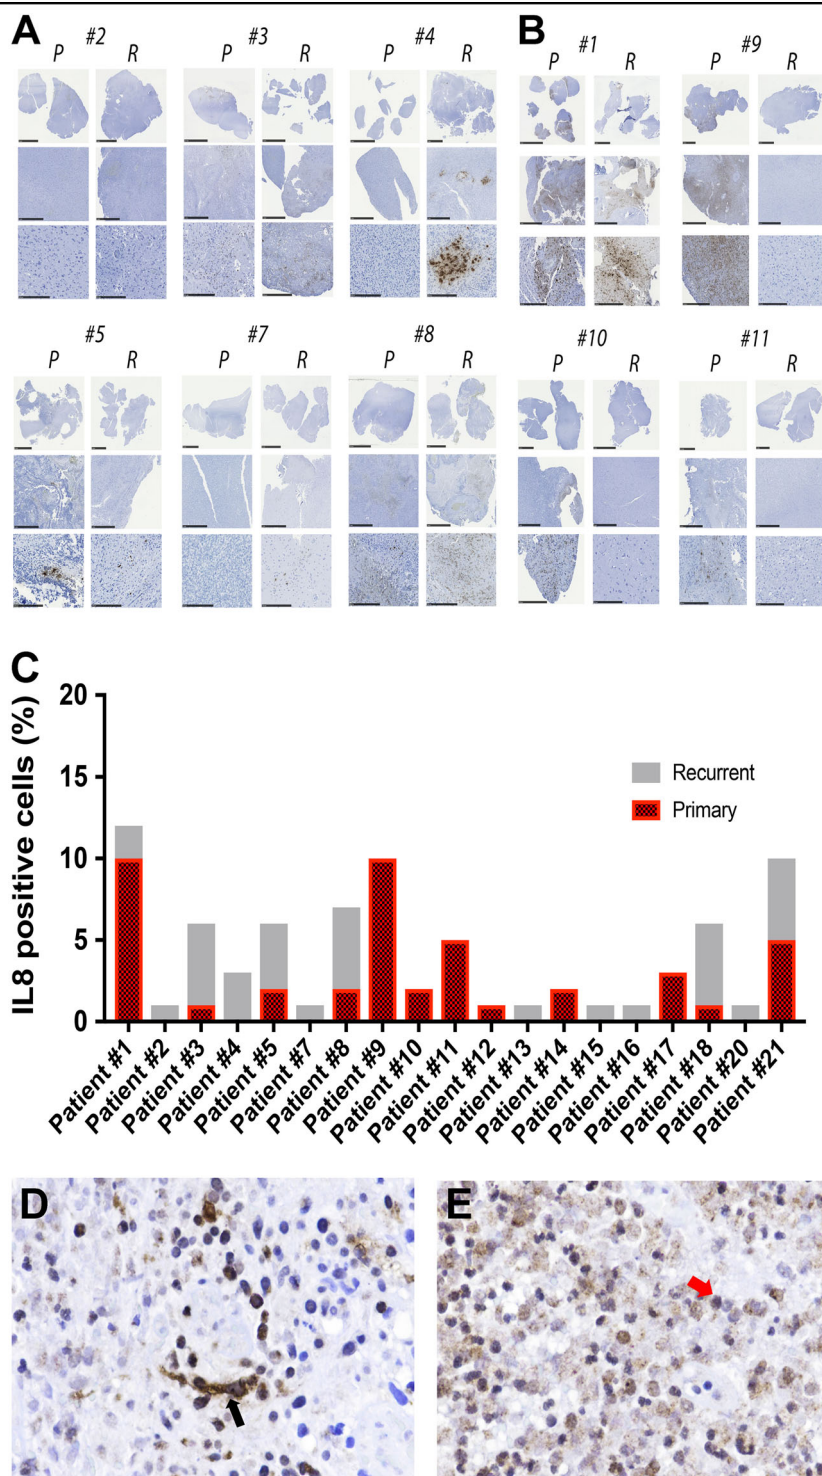 A
#2
P R
#3
P R
#4
P R
B
#1
P R
#9
P R
#5
P R
#7
P R
#8
P R
#10
P R
#11
P R
C
IL8 positive cells (%)
20
15
10
5
0
Recurrent
Primary
Patient #1
Patient #2
Patient #3
Patient #4
Patient #5
Patient #7
Patient #8
Patient #9
Patient #10
Patient #11
Patient #12
Patient #13
Patient #14
Patient #15
Patient #16
Patient #17
Patient #18
Patient #20
Patient #21
D
E